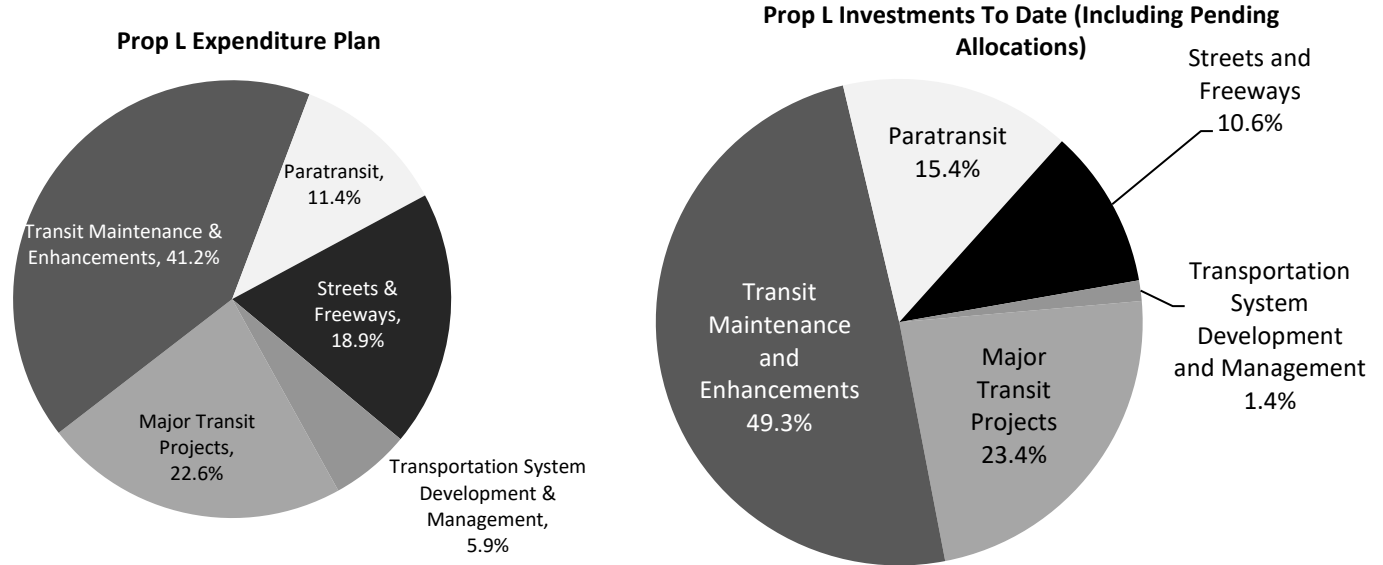 Prop L Expenditure Plan
Paratransit,
11.4%
Transit Maintenance &
Enhancements, 41.2%
Streets &
Freeways,
18.9%
Major Transit
Projects,
22.6%
Transportation System
Development &
Management,
5.9%
Prop L Investments To Date (Including Pending
Allocations)
Streets and
Freeways
10.6%
Paratransit
15.4%
Transportation
System
Development
and Management
1.4%
Transit
Maintenance
and
Enhancements
49.3%
Major
Transit
Projects
23.4%